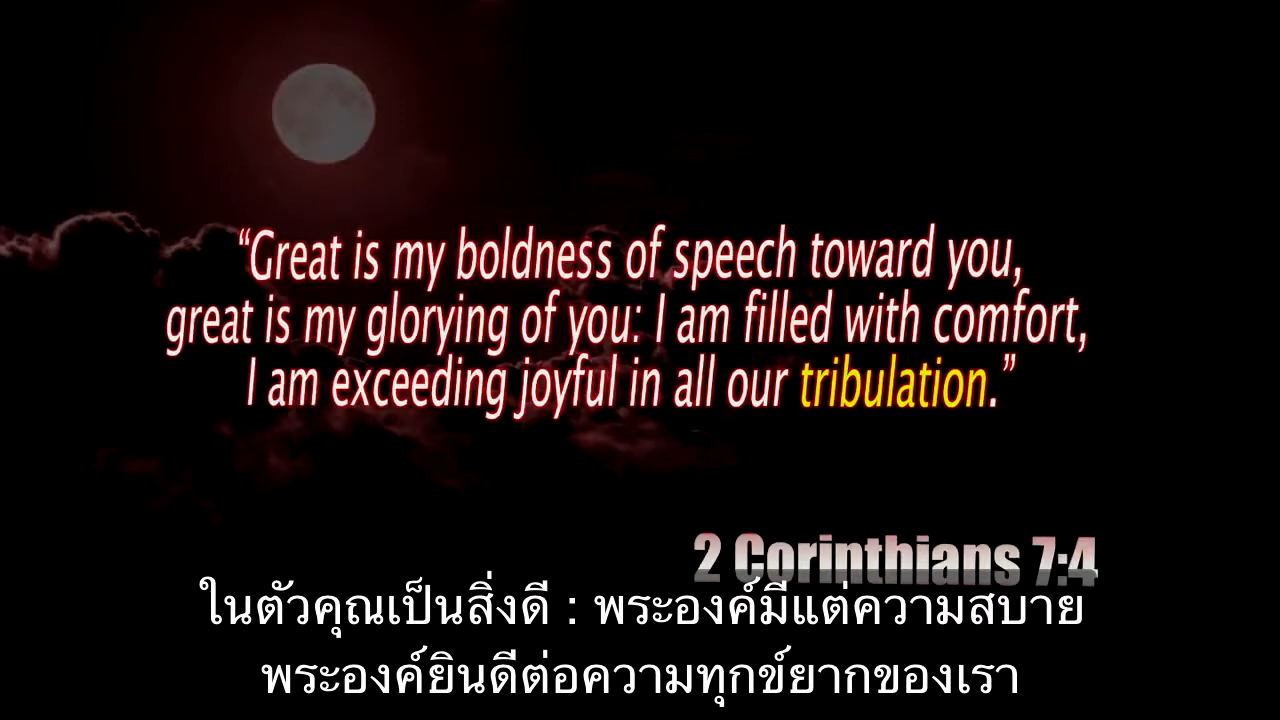 “Great is my boldness of speech toward you,
great is my glorying of you: I am filled with comfort,
I am exceeding joyful in all our tribulation.”
2 Corinthians 7:4
ในตัวคุณเป็นสิ่งดี : พระองค์มีแต่ความสบาย
พระองค์ยินดีต่อความทุกข์ยากของเรา